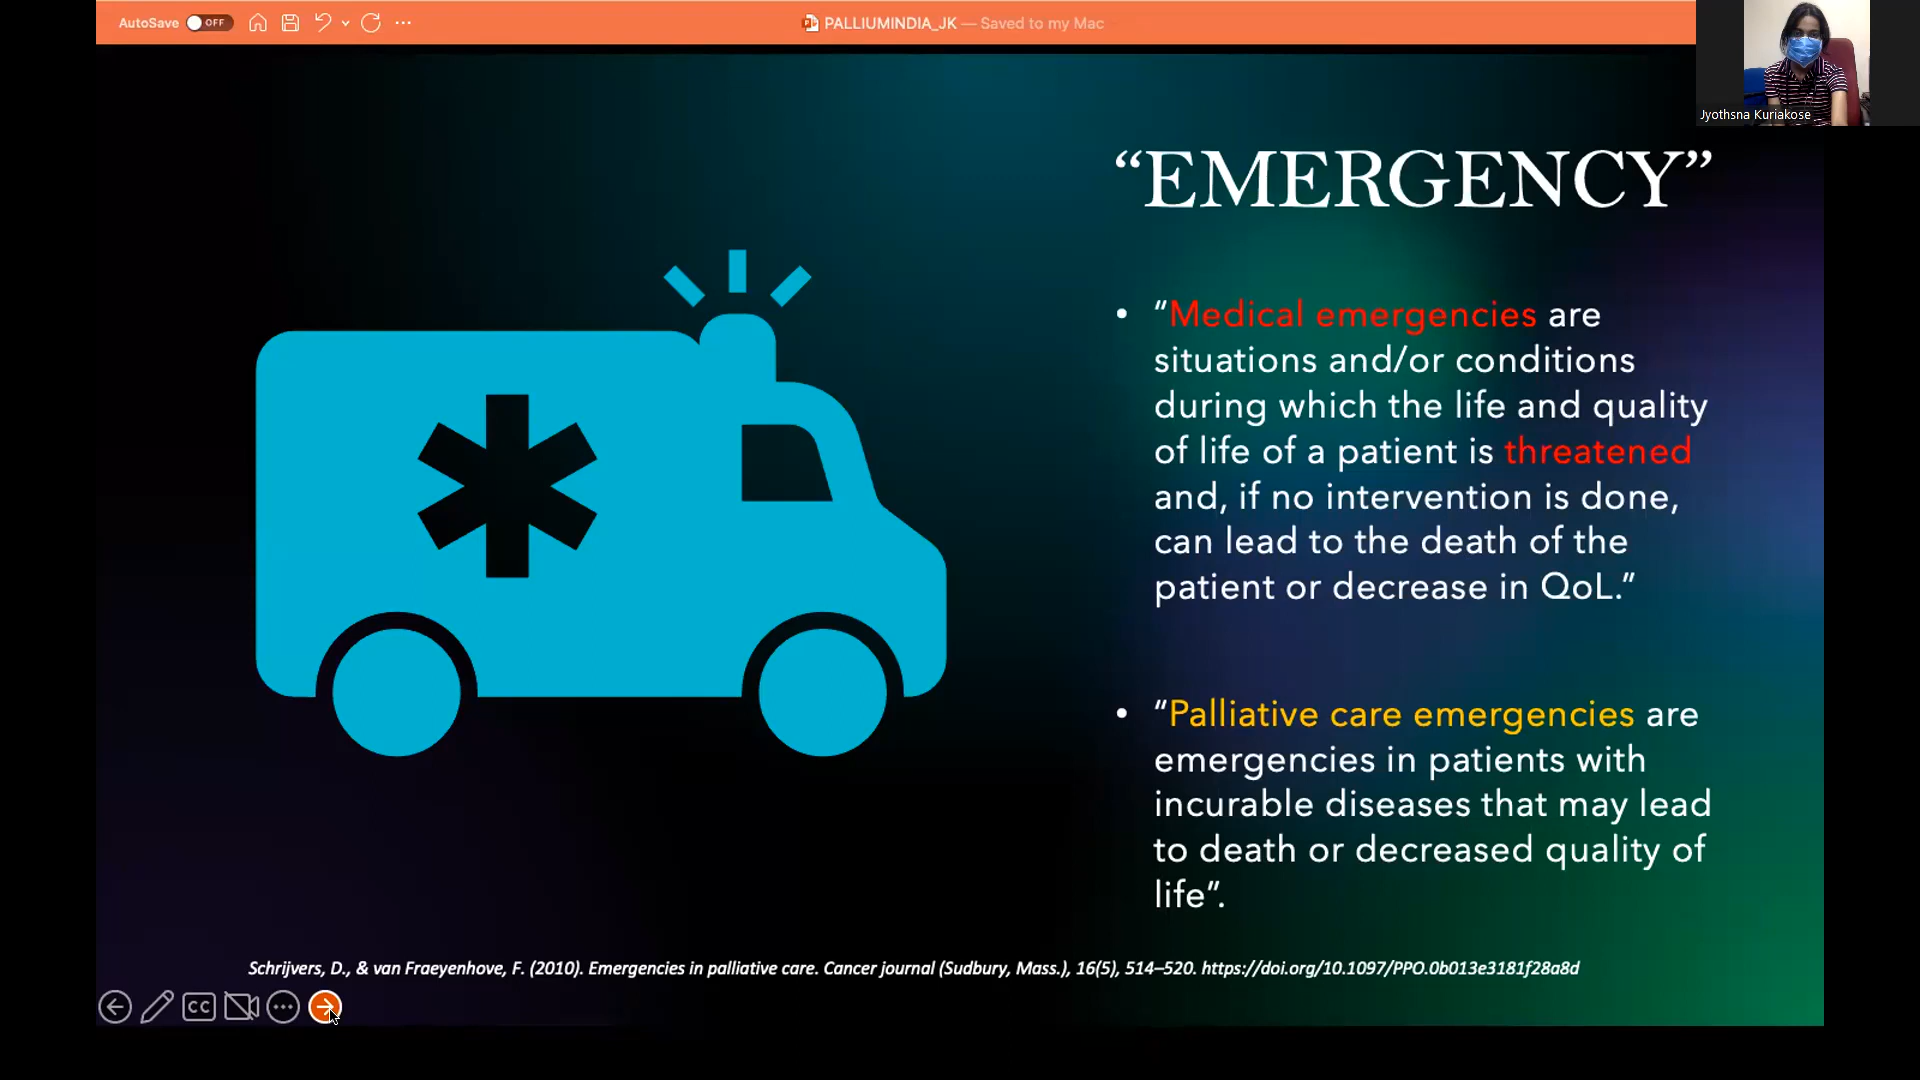 AutoSave OFF
PALLIUMINDIA_JK — Saved to my Mac
Jyothsna Kuriakose
“EMERGENCY”
• “Medical emergencies are
situations and/or conditions
during which the life and quality
of life of a patient is threatened
and, if no intervention is done,
can lead to the death of the
patient or decrease in QoL.”
• “Palliative care emergencies are
emergencies in patients with
incurable diseases that may lead
to death or decreased quality of
life”.
Schrijvers, D., & van Fraeyenhove, F. (2010). Emergencies in palliative care. Cancer journal (Sudbury, Mass.), 16(5), 514–520. https://doi.org/10.1097/PPO.0b013e3181f28a8d
CC